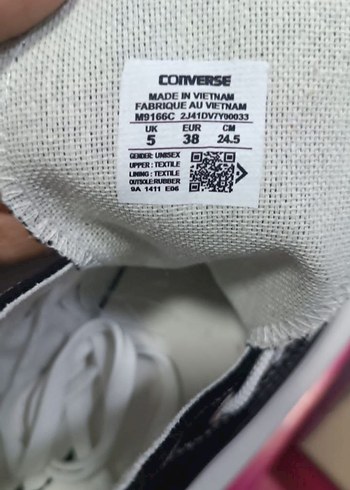 CONVERSE
MADE IN VIETNAM
FABRIQUE AU VIETNAM
M9166C 2J41DV7Y90033
UK EUR CM
5 38 24.5
GENDER: UNISEX
UPPER : TEXTILE
LINING : TEXTILE
OUTSOLE:RUBBER
9A 1411 E06